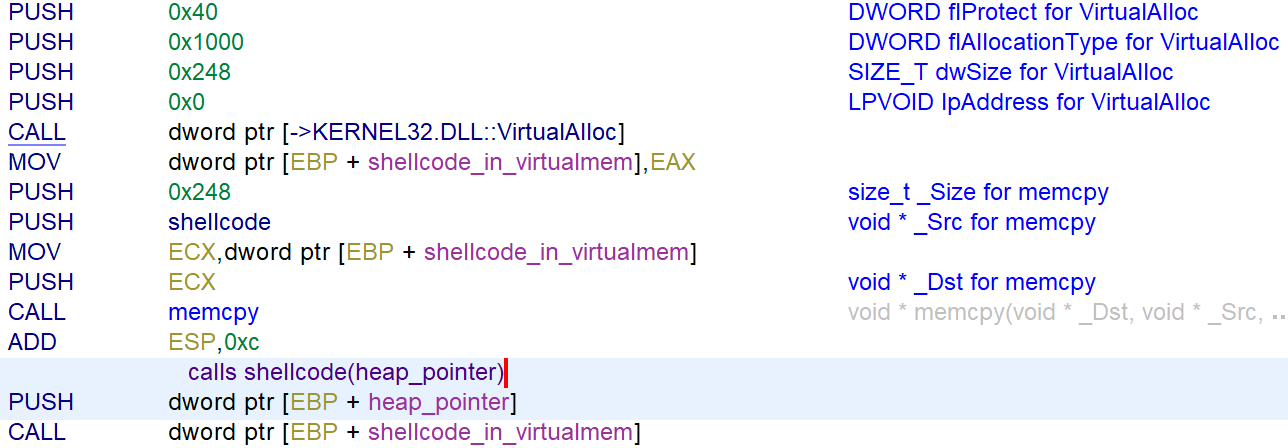 PUSH 0x40 DWORD flProtect for VirtualAlloc
PUSH 0x1000 DWORD flAllocationType for VirtualAlloc
PUSH 0x248 SIZE_T dwSize for VirtualAlloc
PUSH 0x0 LPVOID lpAddress for VirtualAlloc
CALL dword ptr [->KERNEL32.DLL::VirtualAlloc]
MOV dword ptr [EBP + shellcode_in_virtualmem],EAX
PUSH 0x248 size_t _Size for memcpy
PUSH shellcode void * _Src for memcpy
MOV ECX,dword ptr [EBP + shellcode_in_virtualmem]
PUSH ECX void * _Dst for memcpy
CALL memcpy void * memcpy(void * _Dst, void * _Src, ...
ADD ESP,0xc
calls shellcode(heap_pointer)
PUSH dword ptr [EBP + heap_pointer]
CALL dword ptr [EBP + shellcode_in_virtualmem]